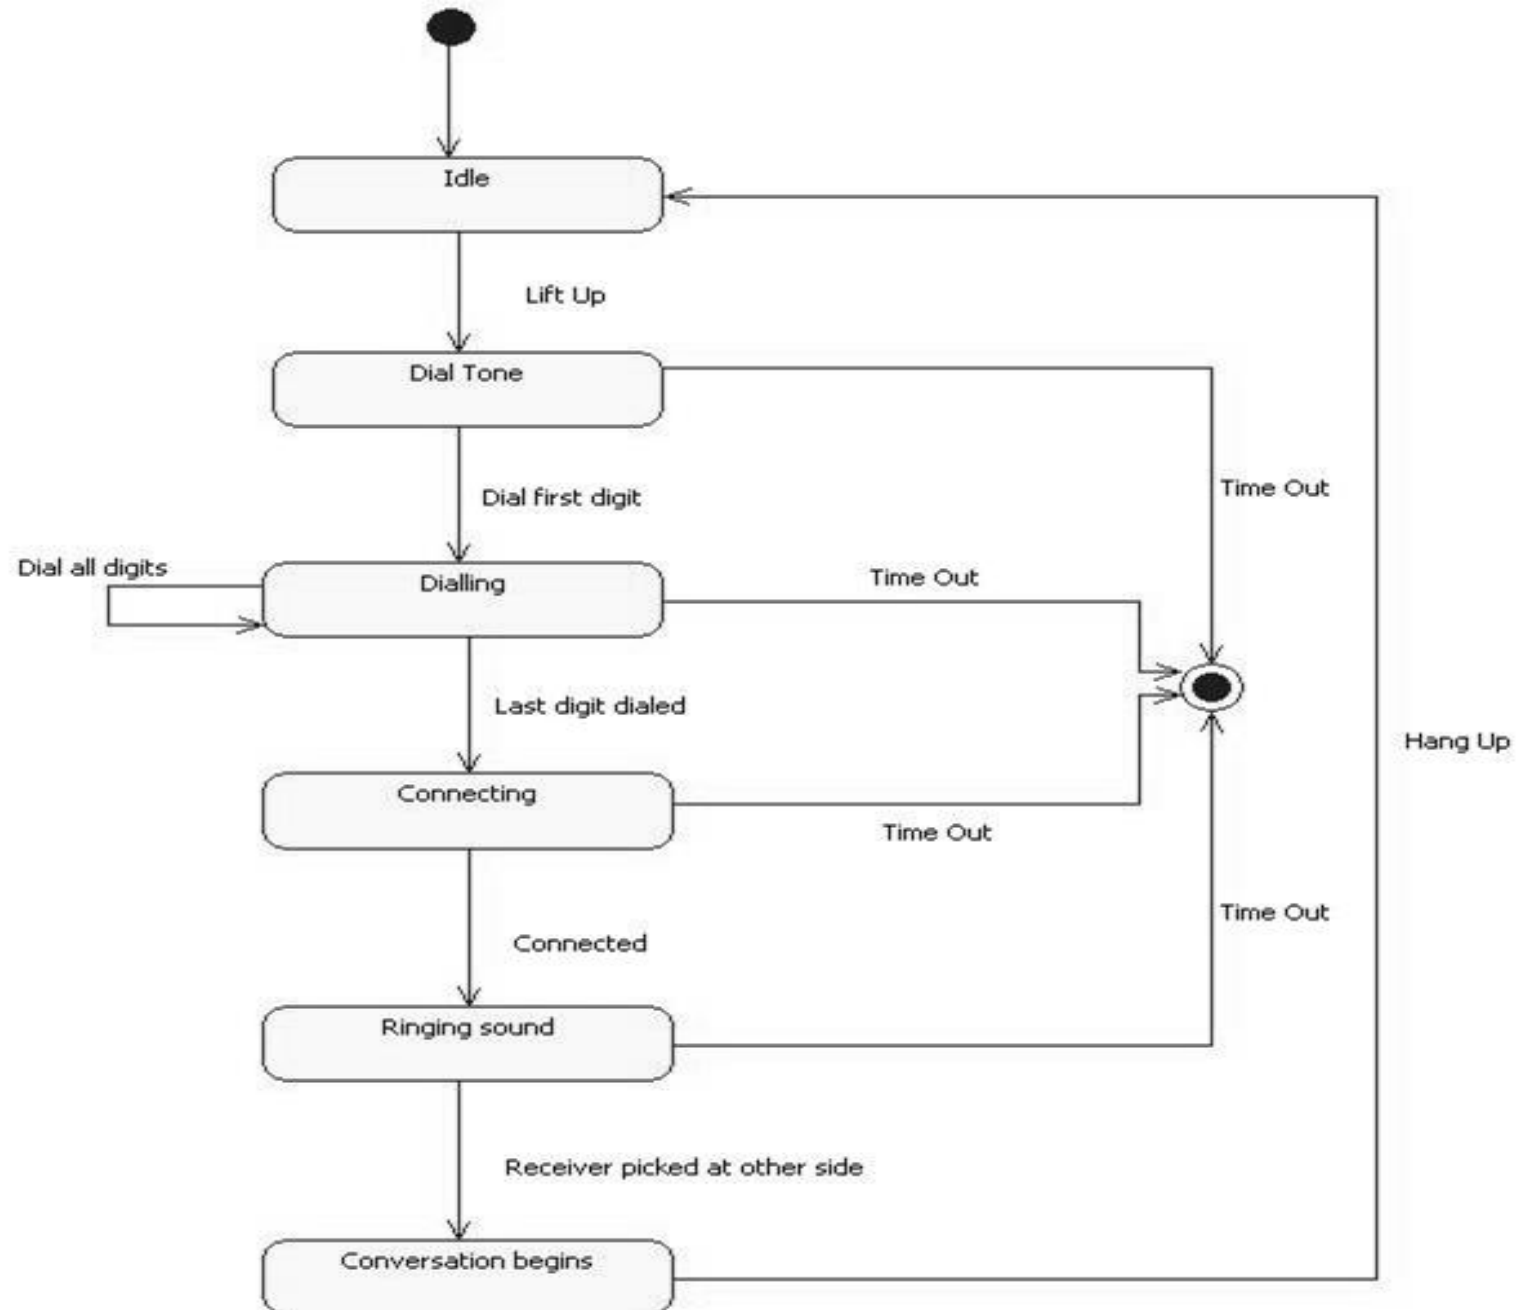 Idle
Lift Up
Dial Tone
Time Out
Dial first digit
Dial all digits
Dialling
Time Out
Last digit dialed
Hang Up
Connecting
Time Out
Time Out
Connected
Ringing sound
Receiver picked at other side
Conversation begins